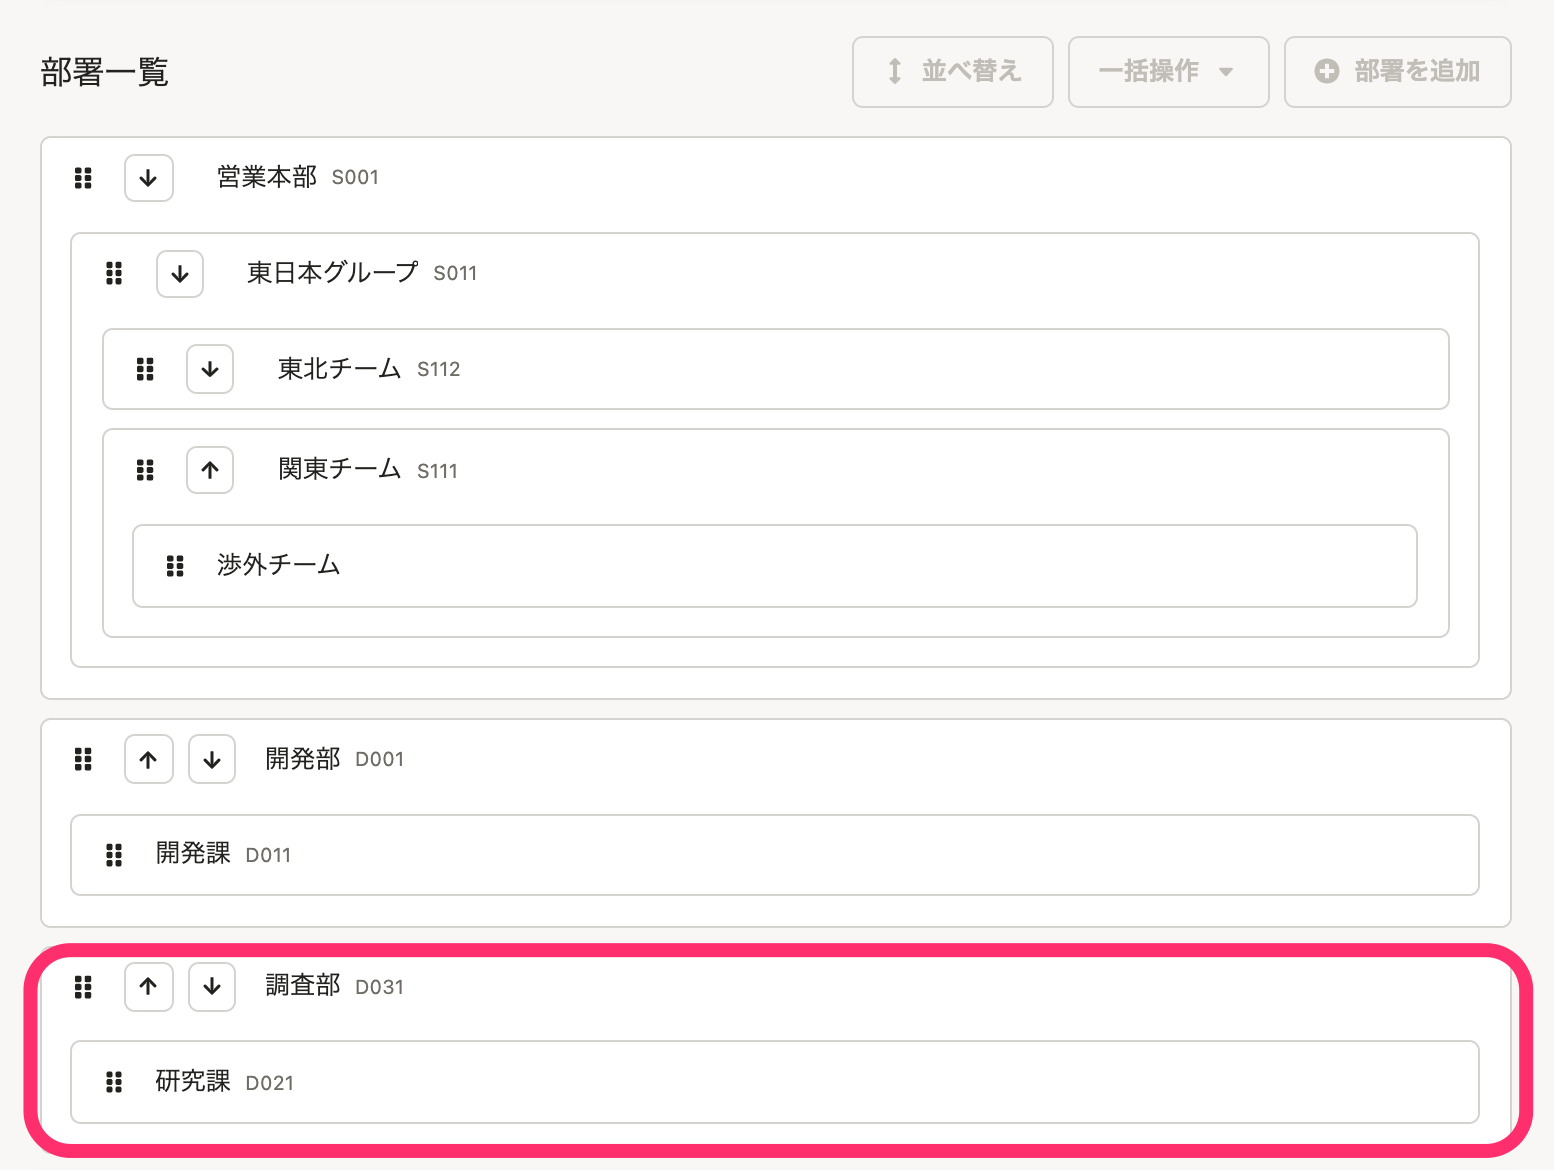 部署一覧
並べ替え
一括操作
部署を追加
営業本部 S001
東日本グループ S011
東北チーム S112
関東チーム S111
渉外チーム
開発部 D001
開発課 D011
調査部 D031
研究課 D021